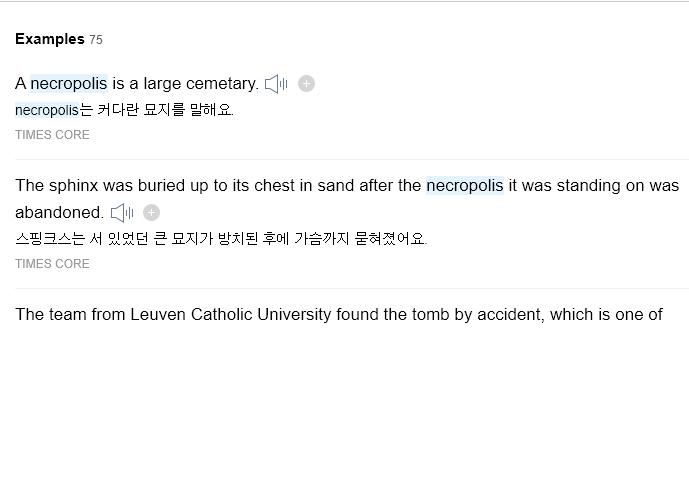 Examples 75
A necropolis is a large cemetary.
necropolis는 커다란 묘지를 말해요.
TIMES CORE
The sphinx was buried up to its chest in sand after the necropolis it was standing on was
abandoned.
스핑크스는 서 있었던 큰 묘지가 방치된 후에 가슴까지 묻혀졌어요.
TIMES CORE
The team from Leuven Catholic University found the tomb by accident, which is one of